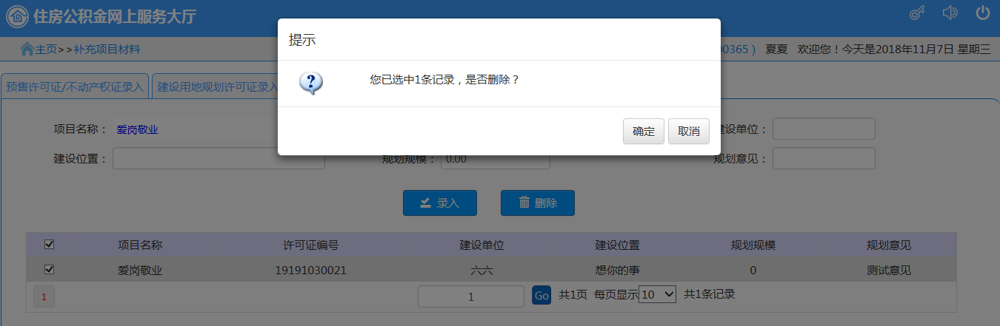 住房公积金网上服务大厅
提示
主页>>补充项目材料
00365 ) 夏夏 欢迎您！今天是2018年11月7日 星期三
您已选中1条记录，是否删除？
预售许可证/不动产权证录入 建设用地规划许可证录入
确定 取消
项目名称： 爱岗敬业 建设单位：
建设位置： 规划规模： 0.00 规划意见：
录入 删除
项目名称 许可证编号 建设单位 建设位置 规划规模 规划意见
爱岗敬业 19191030021 六六 想你的事 0 测试意见
1 1 Go 共1页 每页显示 10 共1条记录